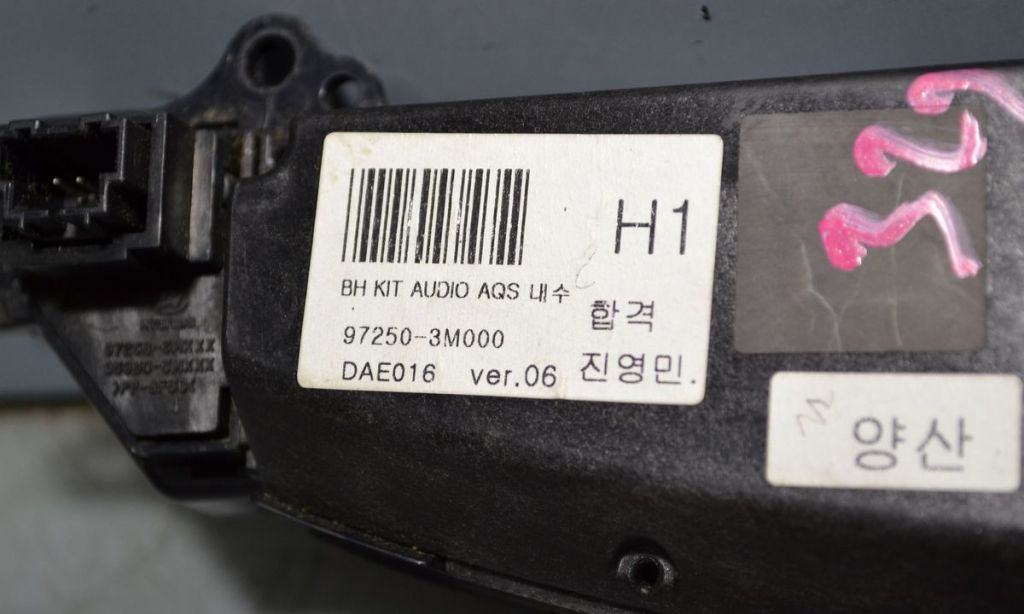 H1
BH KIT AUDIO AQS 내수
97250-3M000
합격
DAE016 ver.06 진영민.
양산